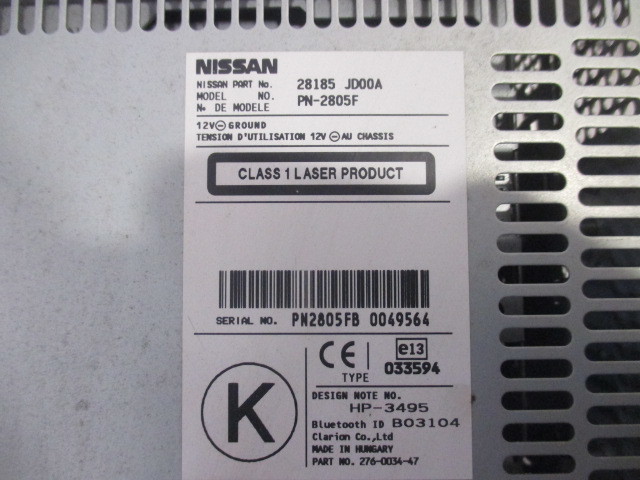 NISSAN
NISSAN PART No. 28185 JD00A
MODEL NO. PN-2805F
N° DE MODELE
12V⊖GROUND
TENSION D'UTILISATION 12V ⊖AU CHASSIS
CLASS 1 LASER PRODUCT
SERIAL NO. PN2805FB 0049564
K
CE e13
TYPE 033594
DESIGN NOTE NO.
HP-3495
Bluetooth ID B03104
Clarion Co.,Ltd
MADE IN HUNGARY
PART NO. 276-0034-47